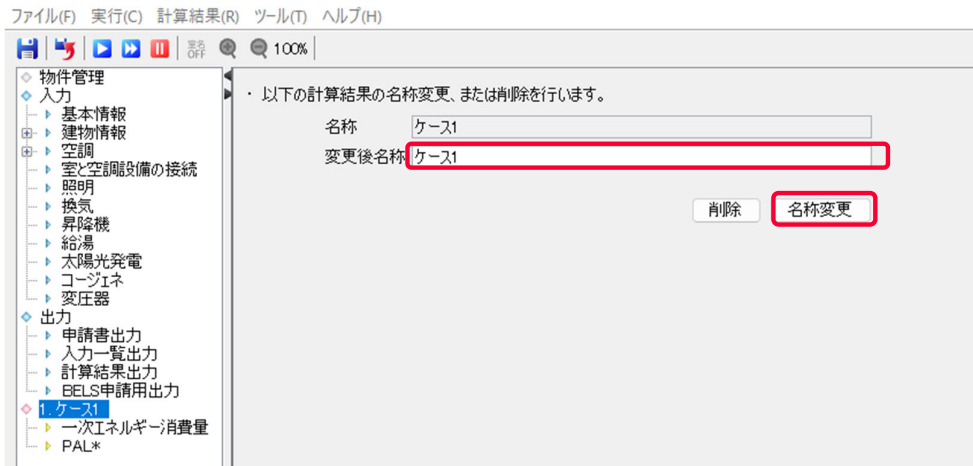 ファイル(F) 実行(C) 計算結果(R) ツール(T) ヘルプ(H)
室名 OFF 100%
物件管理
入力
基本情報
建物情報
空調
室と空調設備の接続
照明
換気
昇降機
給湯
太陽光発電
コージェネ
変圧器
出力
申請書出力
入力一覧出力
計算結果出力
BELS申請用出力
1. ケース1
一次エネルギー消費量
PAL*
・ 以下の計算結果の名称変更、または削除を行います。
名称 ケース1
変更後名称 ケース1
削除 名称変更